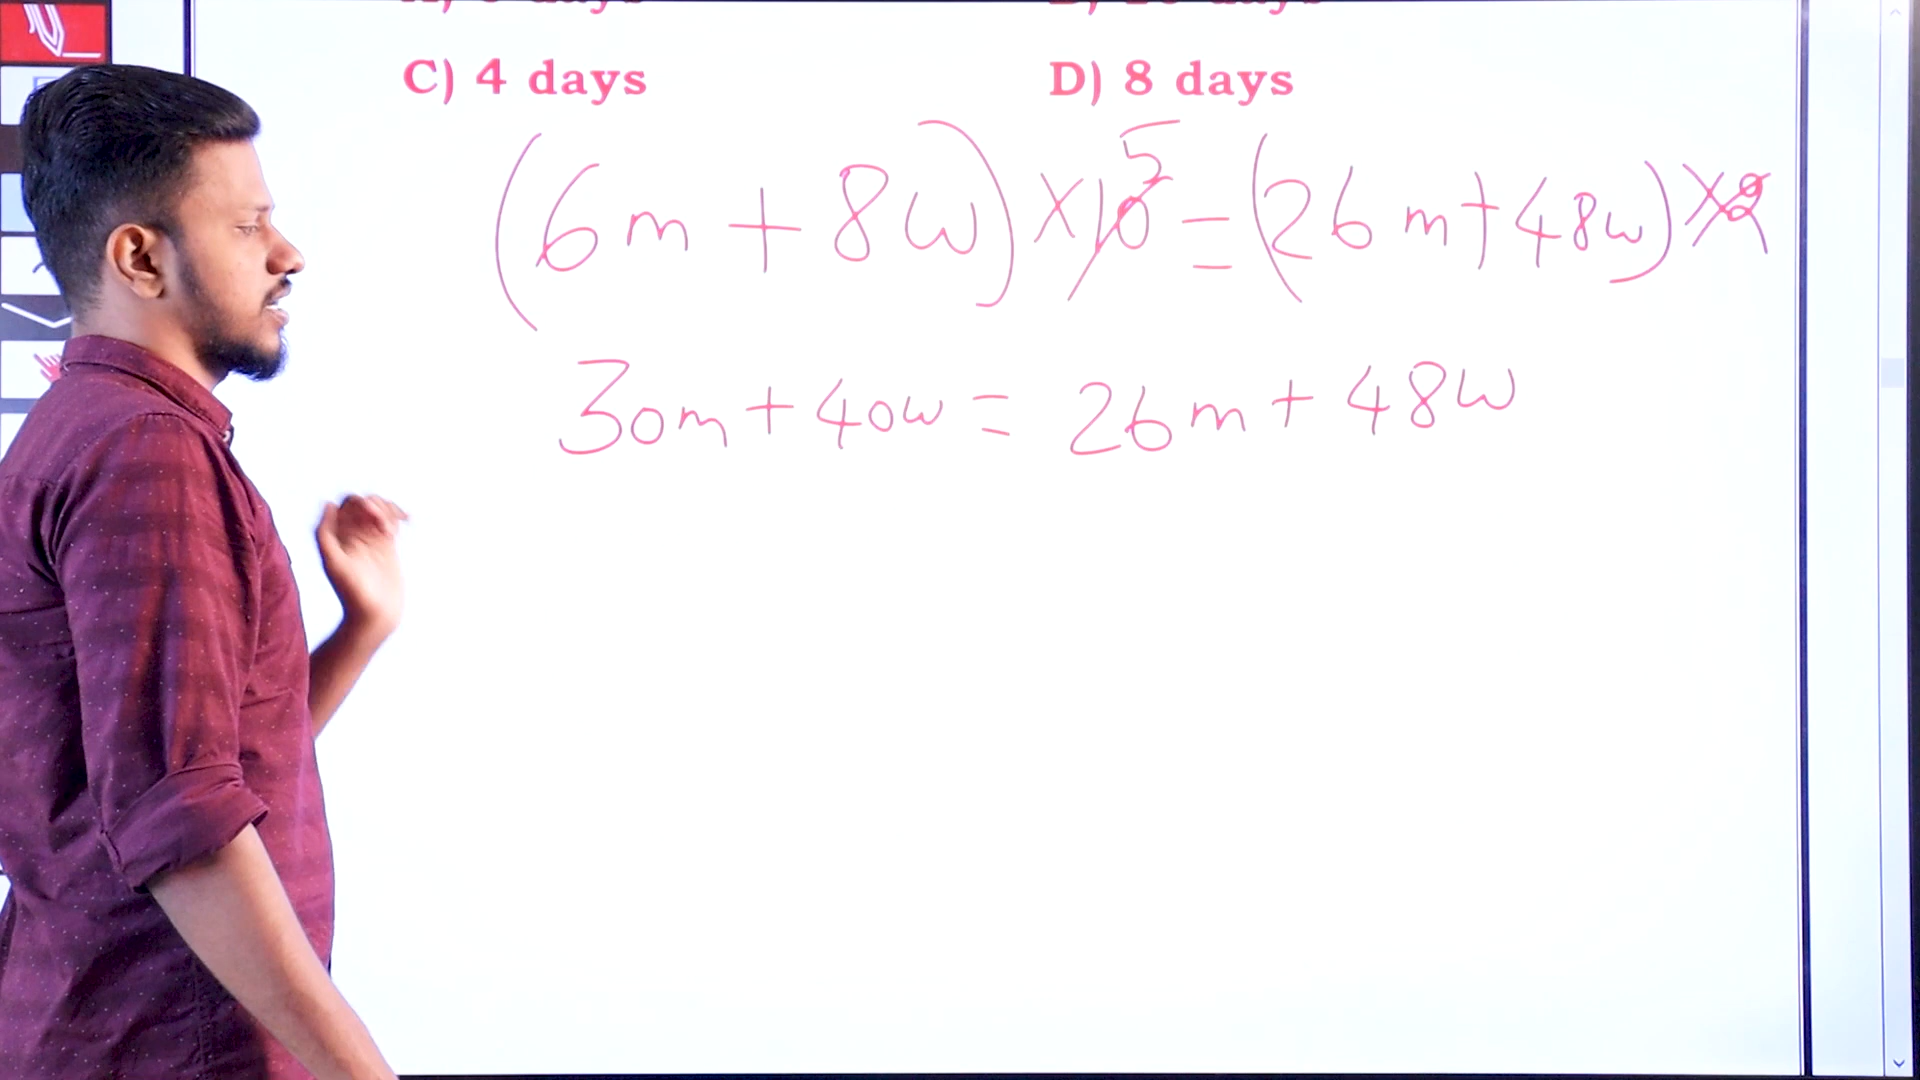 C) 4 days
D) 8 days
(6m + 8w) × 10 5 = (26m + 48w) × 2
30m + 40w = 26m + 48w